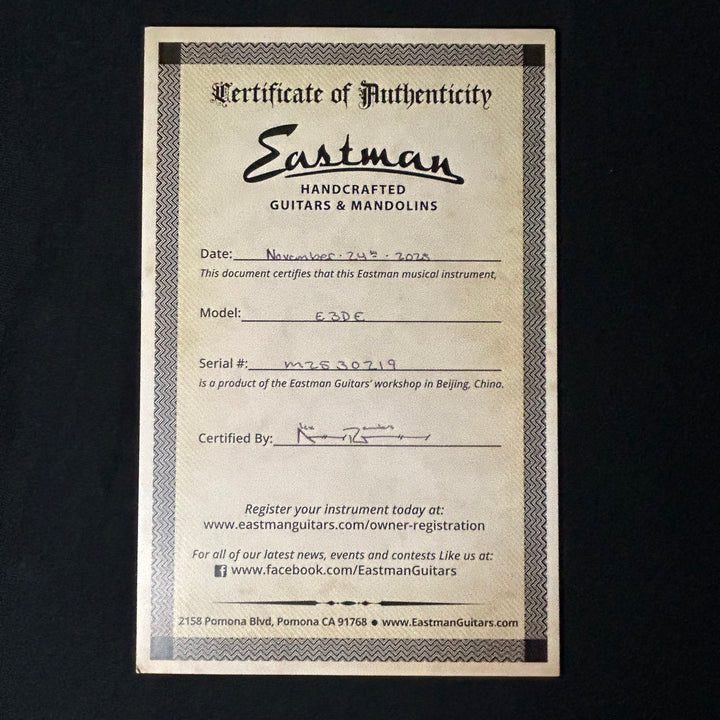 Certificate of Authenticity
Eastman
HANDCRAFTED
GUITARS & MANDOLINS
Date: November · 24th · 2025
This document certifies that this Eastman musical instrument,
Model: E3DE
Serial #: M2530219
is a product of the Eastman Guitars' workshop in Beijing, China.
Certified By:
Register your instrument today at:
www.eastmanguitars.com/owner-registration
For all of our latest news, events and contests Like us at:
www.facebook.com/EastmanGuitars
2158 Pomona Blvd, Pomona CA 91768 ● www.EastmanGuitars.com